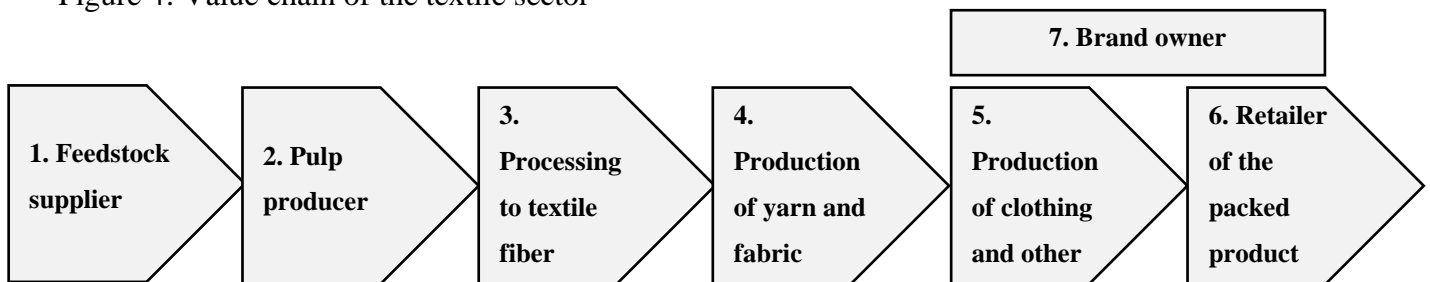 Figure 4: Value chain of the textile sector
7. Brand owner
1. Feedstock
supplier
2. Pulp
producer
3.
Processing
to textile
fiber
4.
Production
of yarn and
fabric
5.
Production
of clothing
and other
6. Retailer
of the
packed
product